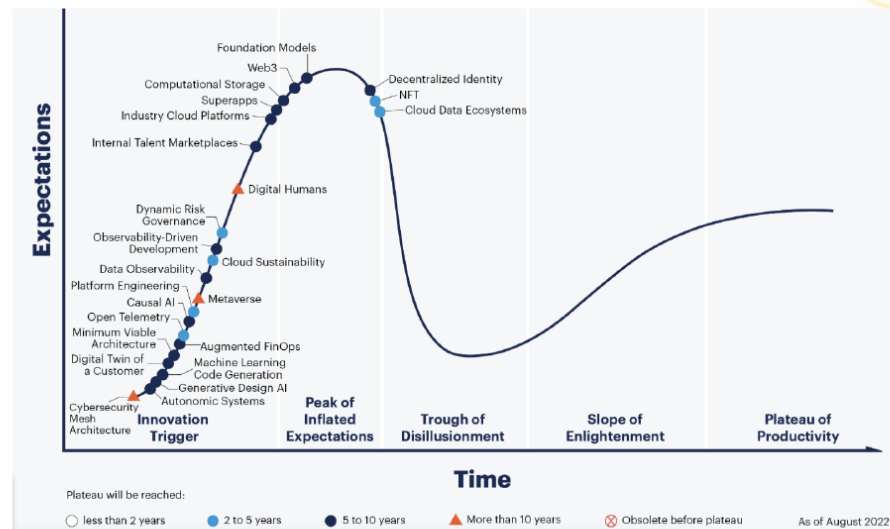 Expectations
Foundation Models
Web3
Computational Storage
Superapps
Industry Cloud Platforms
Internal Talent Marketplaces
Decentralized Identity
NFT
Cloud Data Ecosystems
Digital Humans
Dynamic Risk
Governance
Observability-Driven
Development
Cloud Sustainability
Data Observability
Platform Engineering
Metaverse
Causal AI
Open Telemetry
Minimum Viable
Architecture
Augmented FinOps
Digital Twin of
a Customer
Machine Learning
Code Generation
Generative Design AI
Autonomic Systems
Cybersecurity
Mesh
Architecture
Innovation
Trigger
Peak of
Inflated
Expectations
Trough of
Disillusionment
Slope of
Enlightenment
Plateau of
Productivity
Time
Plateau will be reached:
less than 2 years
2 to 5 years
5 to 10 years
More than 10 years
Obsolete before plateau
As of August 2022